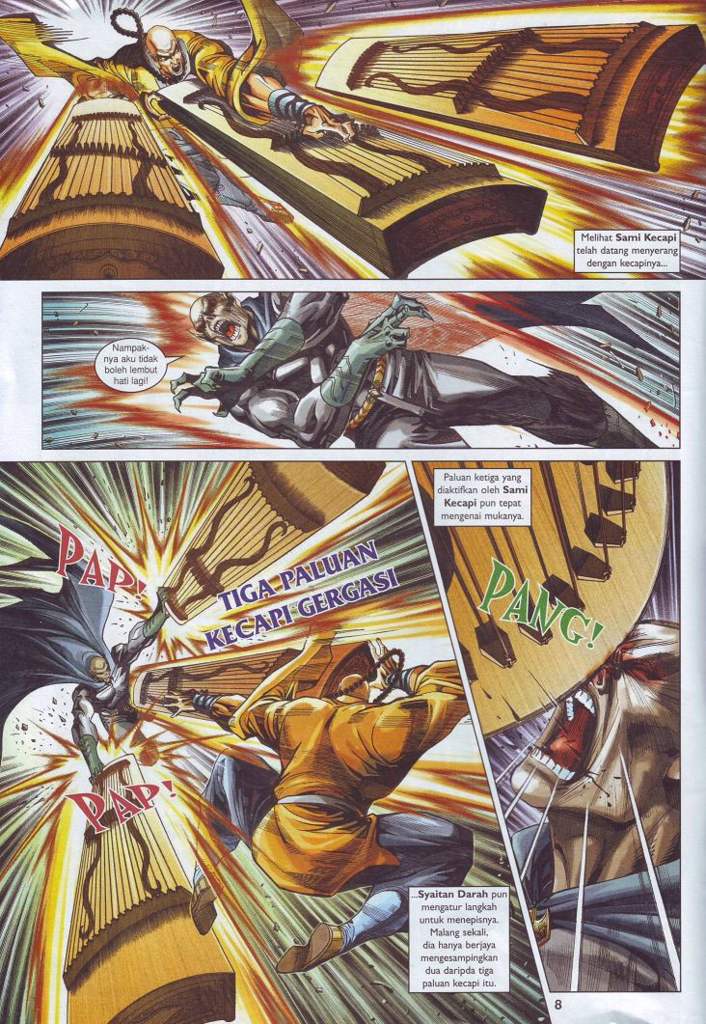 Melihat Sami Kecapi
telah datang menyerang
dengan kecapinya...
Nampak-
nya aku tidak
boleh lembut
hati lagi!
PAP!
TIGA PALUAN
KECAPI GERGASI
PAP!
...Syaitan Darah pun
mengatur langkah
untuk menepisnya.
Malang sekali,
dia hanya berjaya
mengesampingkan
dua daripda tiga
paluan kecapi itu.
Paluan ketiga yang
diaktifkan oleh Sami
Kecapi pun tepat
mengenai mukanya.
PANG!
8